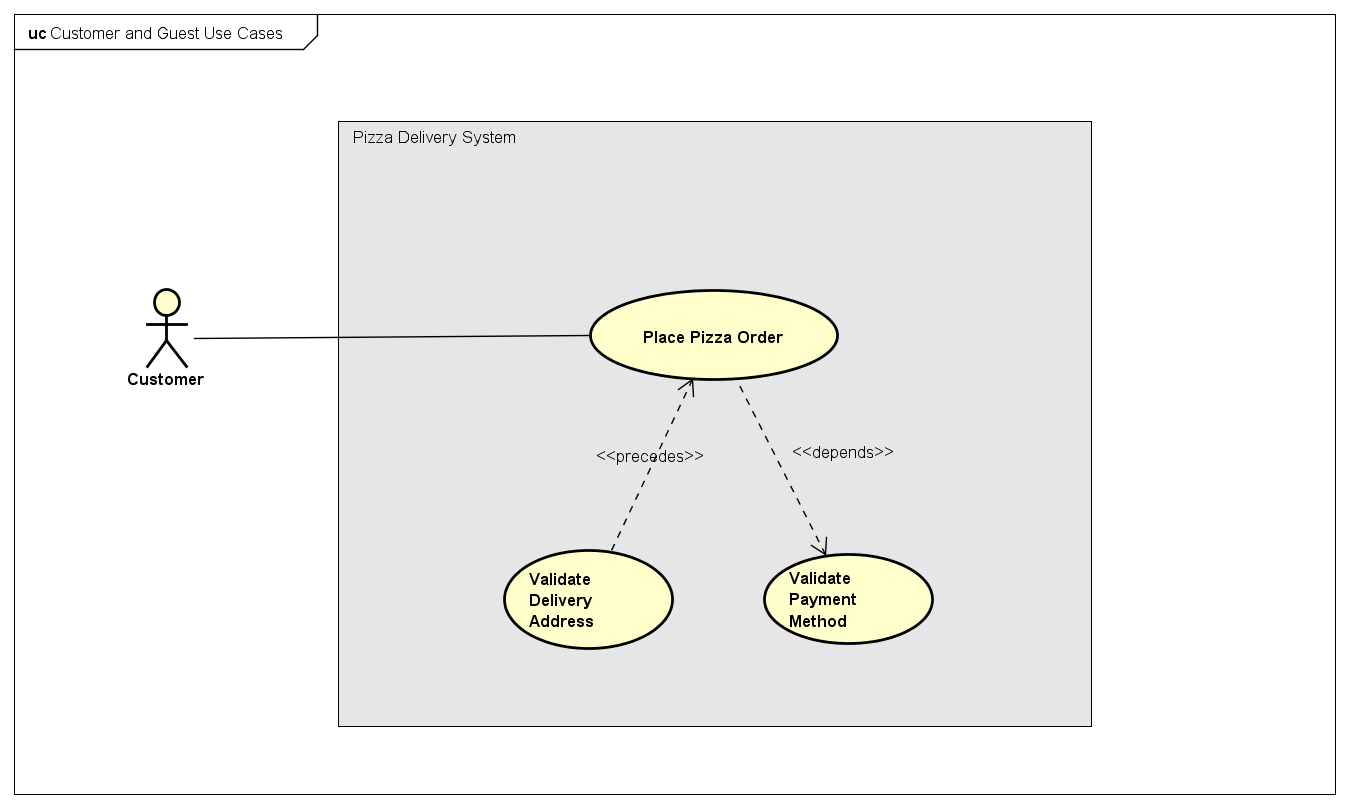 uc Customer and Guest Use Cases
Pizza Delivery System
Place Pizza Order
Customer
<<precedes>>
<<depends>>
Validate
Delivery
Address
Validate
Payment
Method